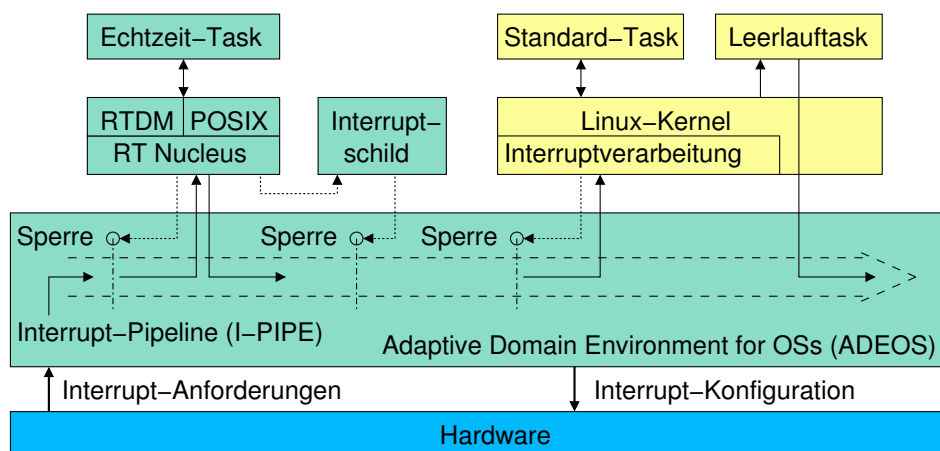 Echtzeit−Task
Standard−Task
Leerlauftask
RTDM
POSIX
RT Nucleus
Interrupt−
schild
Linux−Kernel
Interruptverarbeitung
Sperre
Sperre
Sperre
Interrupt−Pipeline (I−PIPE)
Adaptive Domain Environment for OSs (ADEOS)
Interrupt−Anforderungen
Interrupt−Konfiguration
Hardware